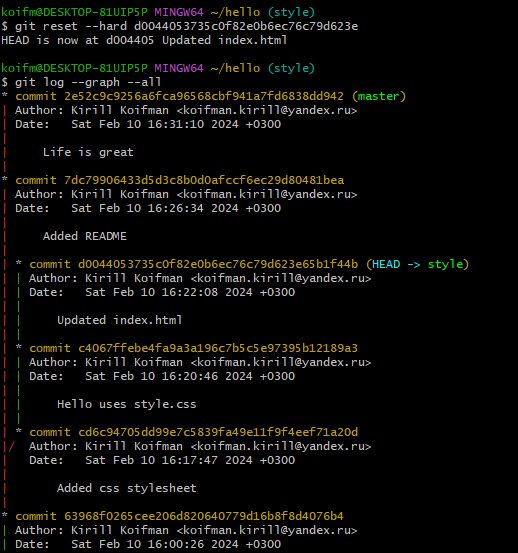 koifm@DESKTOP-81UIP5P MINGW64 ~/hello (style)
$ git reset --hard d0044053735c0f82e0b6ec76c79d623e
HEAD is now at d004405 Updated index.html

koifm@DESKTOP-81UIP5P MINGW64 ~/hello (style)
$ git log --graph --all
* commit 2e52c9c9256a6fca96568cbf941a7fd6838dd942 (master)
| Author: Kirill Koifman <koifman.kirill@yandex.ru>
| Date:   Sat Feb 10 16:31:10 2024 +0300
|
|     Life is great
|
* commit 7dc79906433d5d3c8b0d0afccf6ec29d80481bea
| Author: Kirill Koifman <koifman.kirill@yandex.ru>
| Date:   Sat Feb 10 16:26:34 2024 +0300
|
|     Added README
|
| * commit d0044053735c0f82e0b6ec76c79d623e65b1f44b (HEAD -> style)
| | Author: Kirill Koifman <koifman.kirill@yandex.ru>
| | Date:   Sat Feb 10 16:22:08 2024 +0300
| |
| |     Updated index.html
| |
| * commit c4067ffebe4fa9a3a196c7b5c5e97395b12189a3
| | Author: Kirill Koifman <koifman.kirill@yandex.ru>
| | Date:   Sat Feb 10 16:20:46 2024 +0300
| |
| |     Hello uses style.css
| |
| * commit cd6c94705dd99e7c5839fa49e11f9f4eef71a20d
|/  Author: Kirill Koifman <koifman.kirill@yandex.ru>
|   Date:   Sat Feb 10 16:17:47 2024 +0300
|
|       Added css stylesheet
|
* commit 63968f0265cee206d820640779d16b8f8d4076b4
| Author: Kirill Koifman <koifman.kirill@yandex.ru>
| Date:   Sat Feb 10 16:00:26 2024 +0300